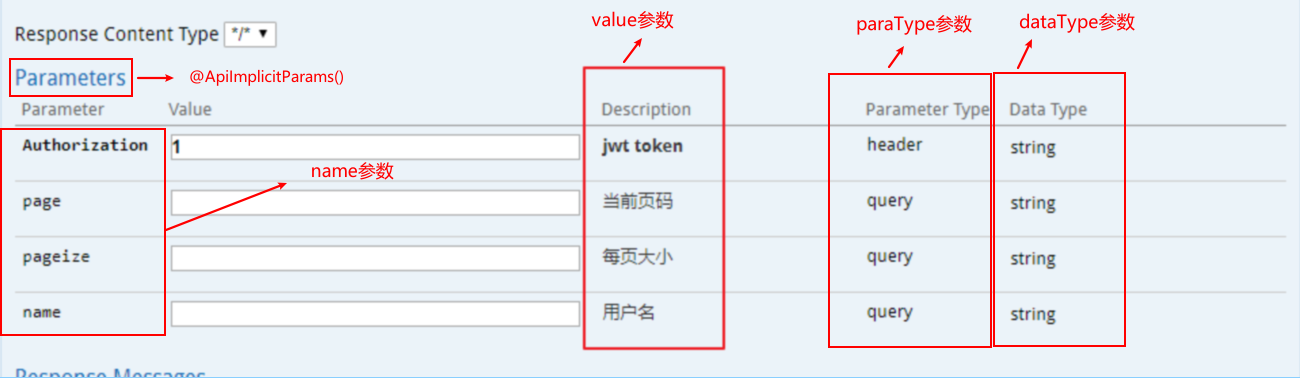 value参数
paraType参数
dataType参数
Response Content Type */*
Parameters
@ApiImplicitParams()
Parameter Value Description Parameter Type Data Type
Authorization 1 jwt token header string
name参数
page 当前页码 query string
pageize 每页大小 query string
name 用户名 query string
Response Messages